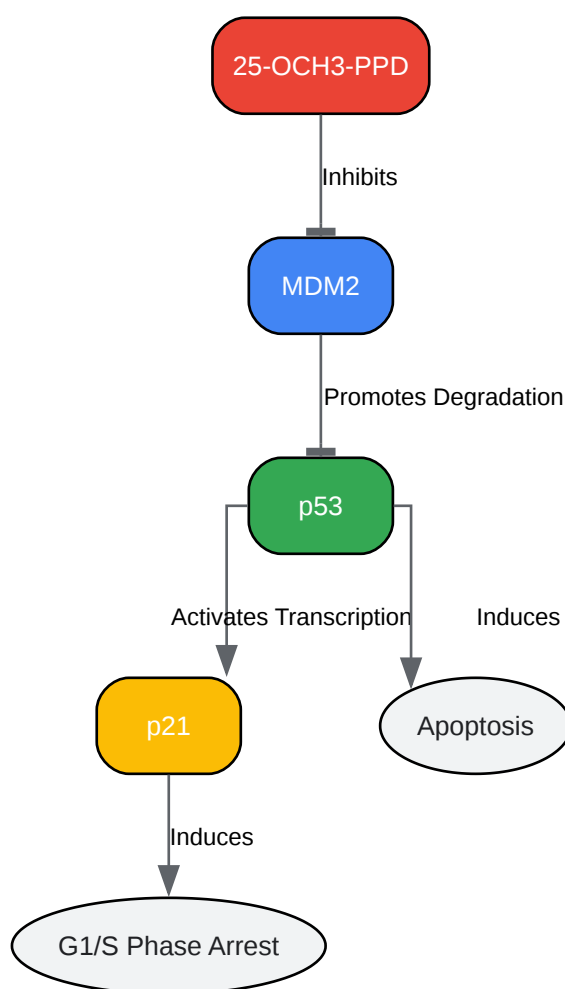 25-OCH3-PPD
Inhibits
MDM2
Promotes Degradation
p53
Activates Transcription
Induces
p21
Apoptosis
Induces
G1/S Phase Arrest